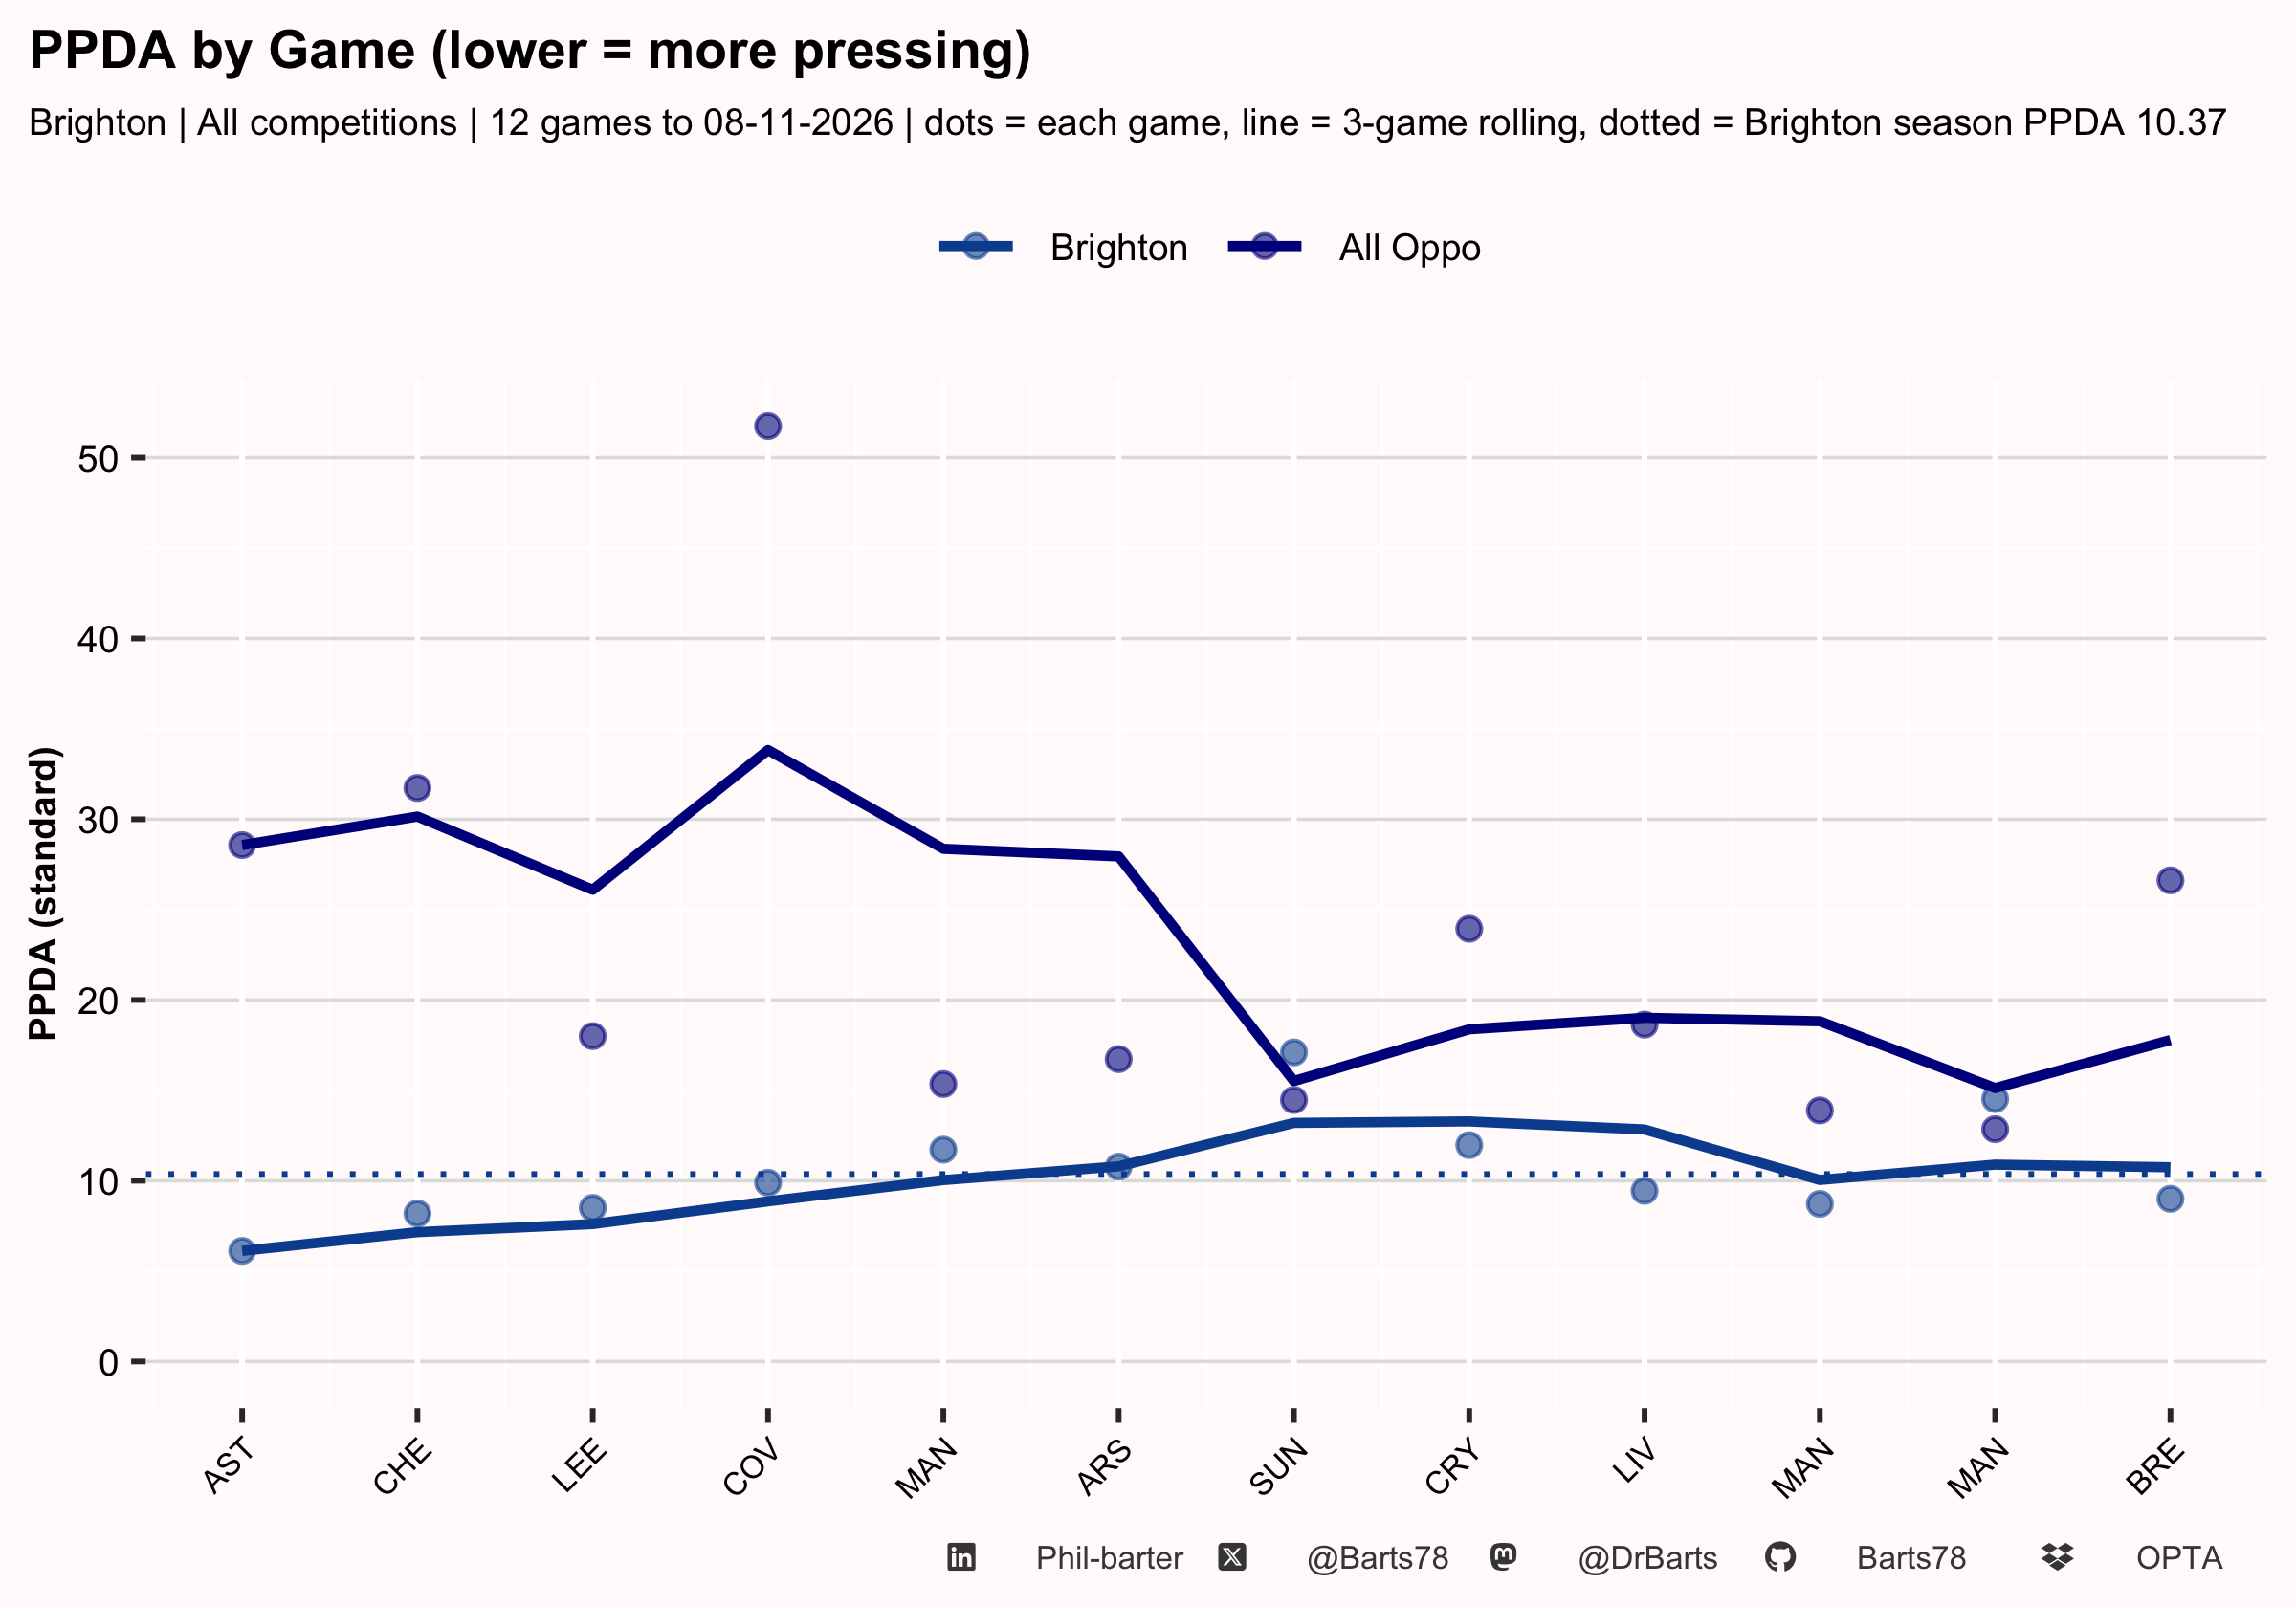 PPDA by Game (lower = more pressing)
Brighton | All competitions | 12 games to 08-11-2026 | dots = each game, line = 3-game rolling, dotted = Brighton season PPDA 10.37
Brighton All Oppo
PPDA (standard)
50
40
30
20
10
0
AST CHE LEE COV MAN ARS SUN CRY LIV MAN MAN BRE
Phil-barter @Barts78 @DrBarts Barts78 OPTA